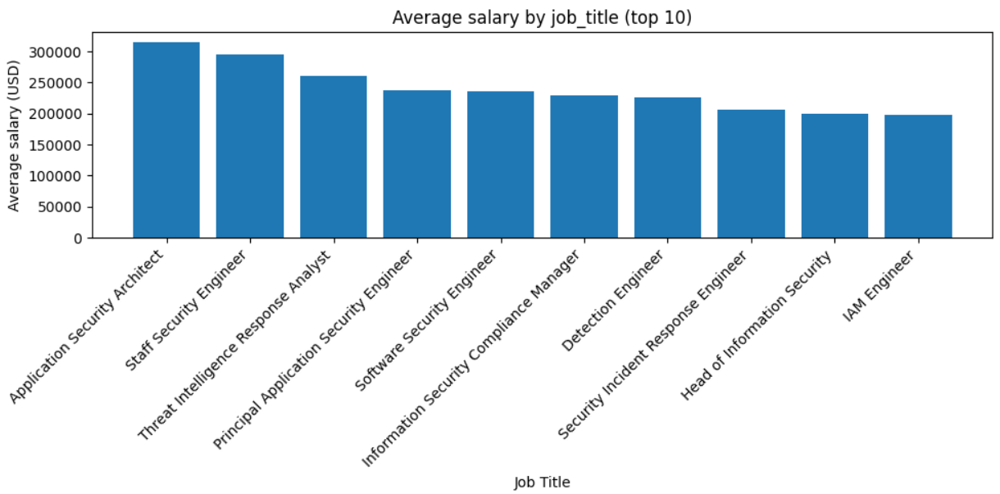 Average salary by job_title (top 10)
Average salary (USD)
300000
250000
200000
150000
100000
50000
0
Application Security Architect
Staff Security Engineer
Threat Intelligence Response Analyst
Principal Application Security Engineer
Software Security Engineer
Information Security Compliance Manager
Detection Engineer
Security Incident Response Engineer
Head of Information Security
IAM Engineer
Job Title